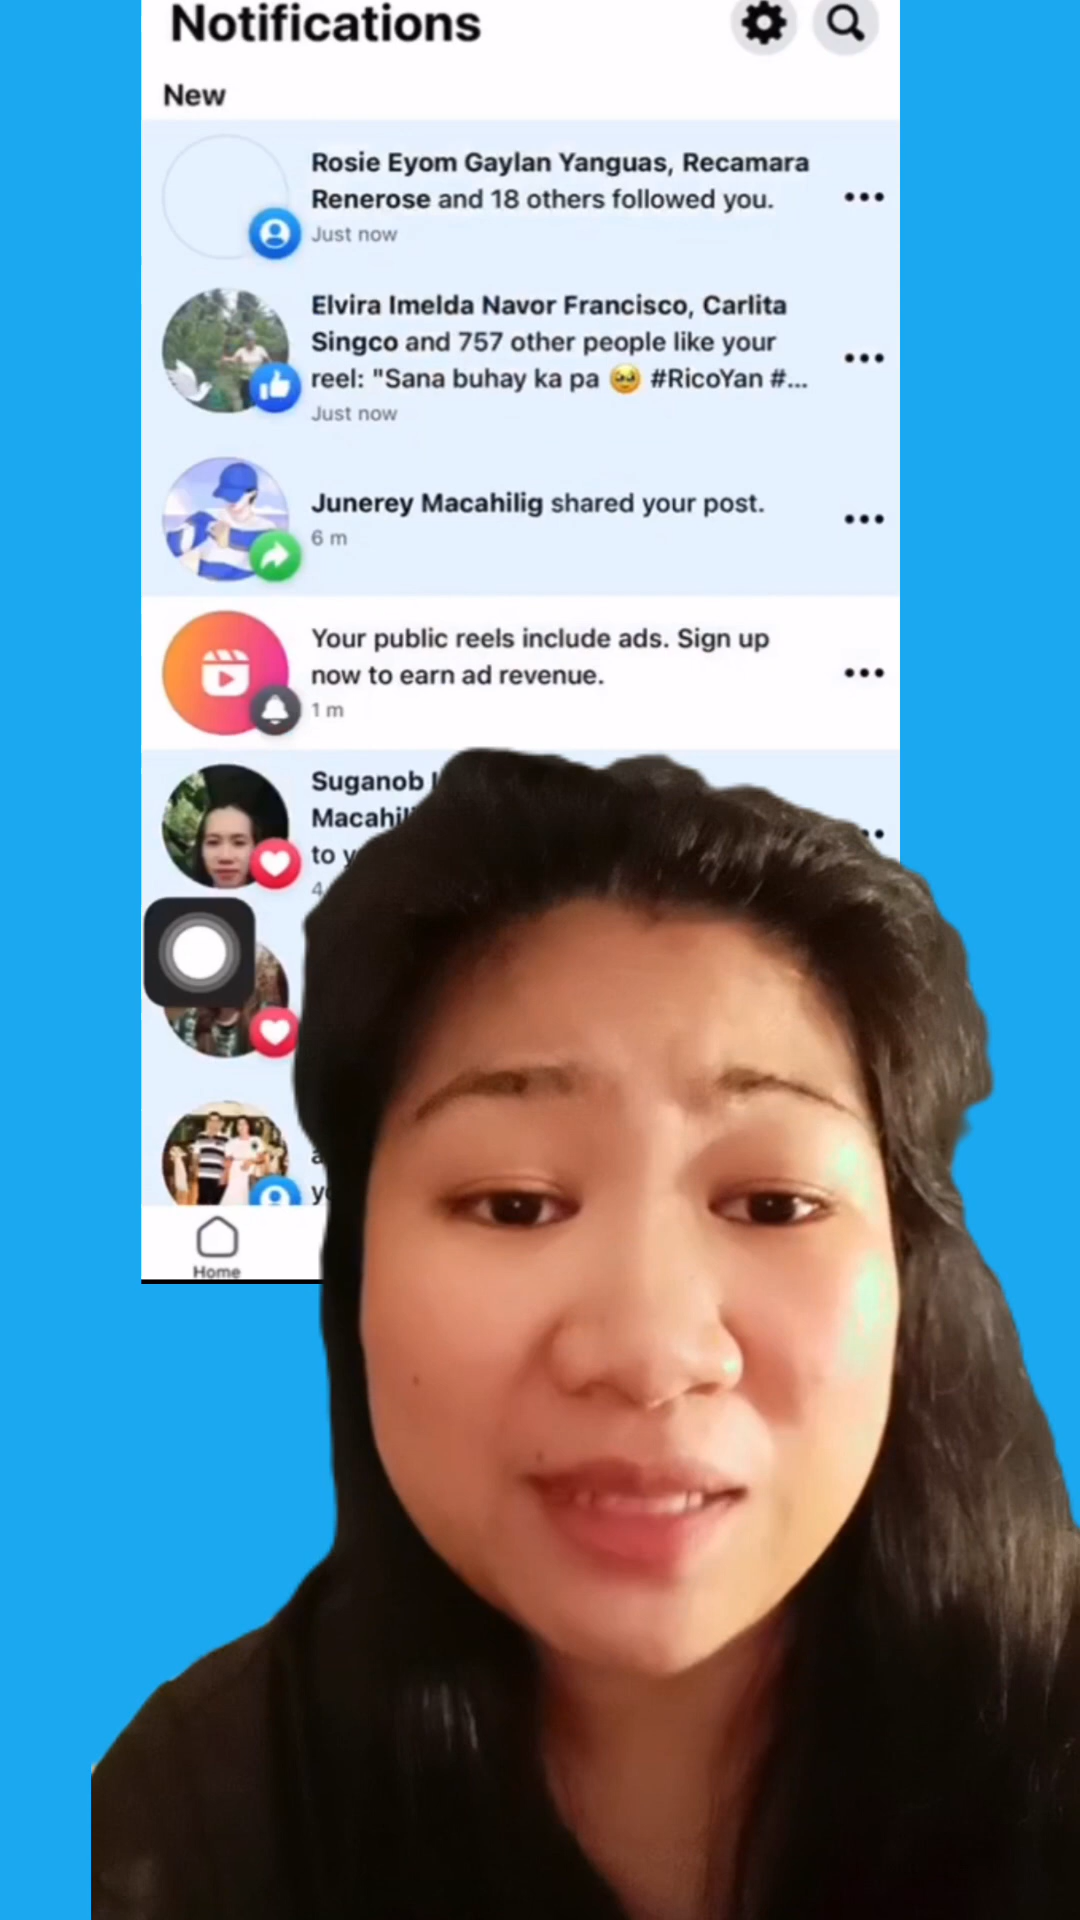 Notifications
New
Rosie Eyom Gaylan Yanguas, Recamara
Renerose and 18 others followed you.
Just now
Elvira Imelda Navor Francisco, Carlita
Singco and 757 other people like your
reel: "Sana buhay ka pa 🥹 #RicoYan #...
Just now
Junerey Macahilig shared your post.
6 m
Your public reels include ads. Sign up
now to earn ad revenue.
1 m
Suganob
to
Home